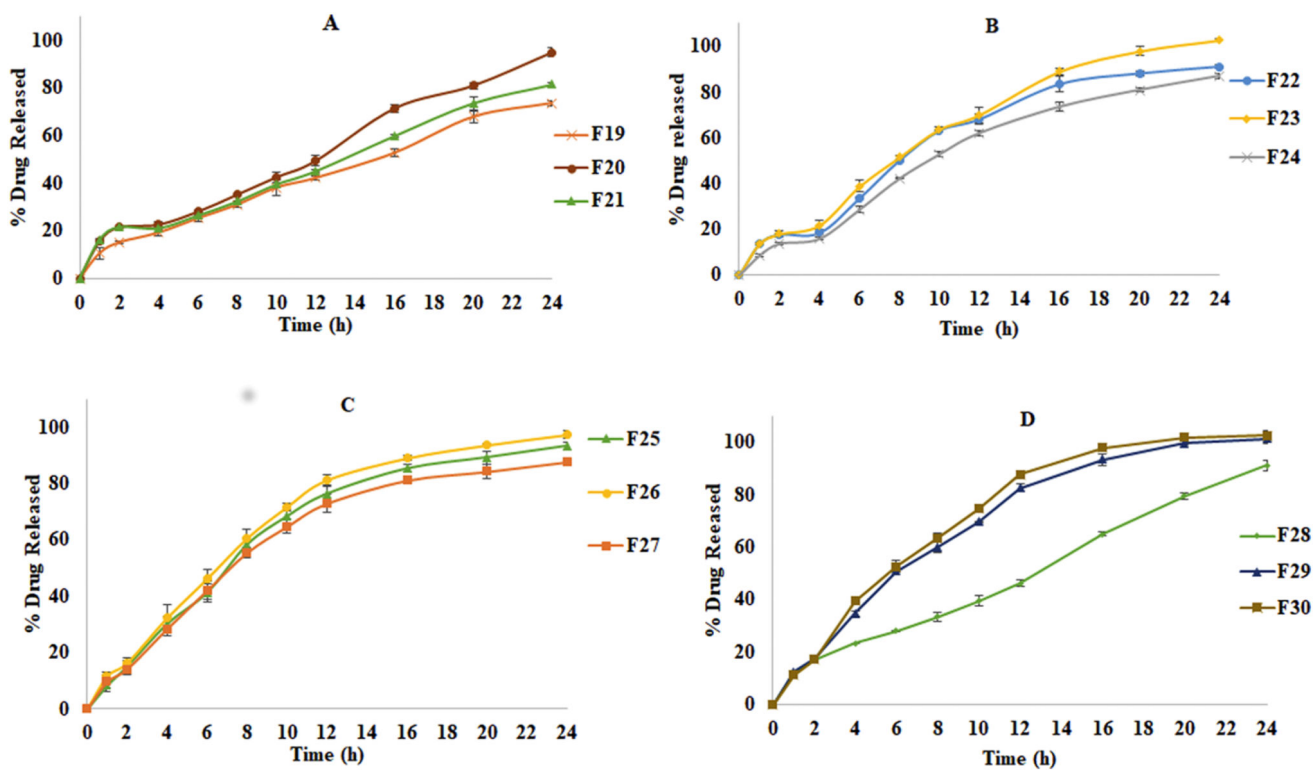 A
100
80
60
40
20
0
% Drug Released
0 2 4 6 8 10 12 14 16 18 20 22 24
Time (h)
F19
F20
F21
B
100
80
60
40
20
0
% Drug released
0 2 4 6 8 10 12 14 16 18 20 22 24
Time (h)
F22
F23
F24
C
100
80
60
40
20
0
% Drug Released
0 2 4 6 8 10 12 14 16 18 20 22 24
Time (h)
F25
F26
F27
D
100
80
60
40
20
0
% Drug Reeased
0 2 4 6 8 10 12 14 16 18 20 22 24
Time (h)
F28
F29
F30